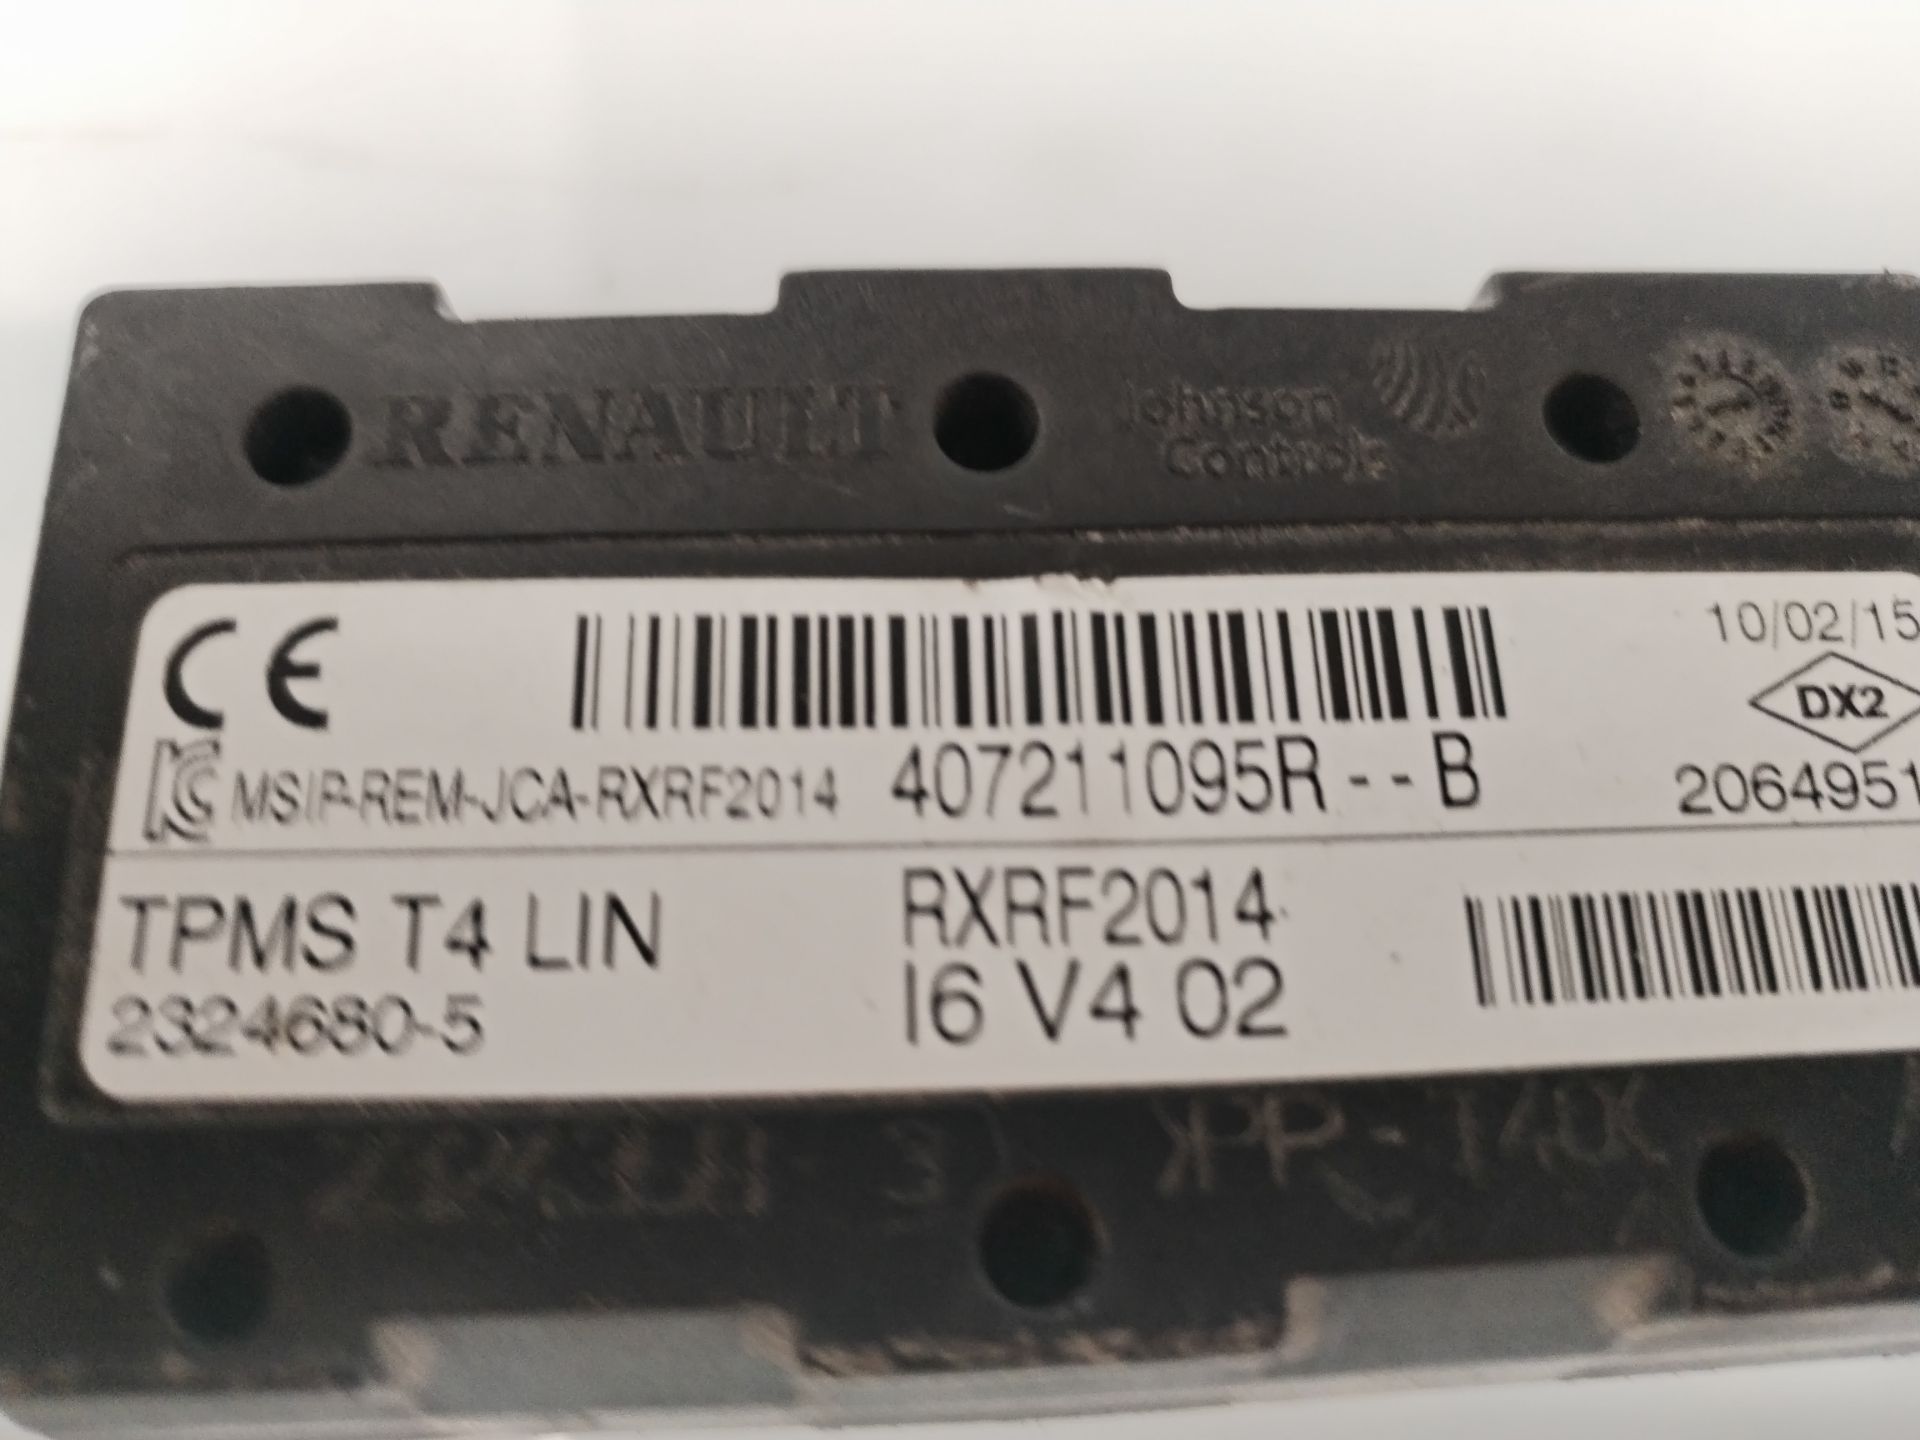 RENAULT
Johnson
Controls
CE
10/02/15
DX2
MSIP-REM-JCA-RXRF2014 407211095R--B
2064951
TPMS T4 LIN
RXRF2014
2324680-5
I6 V4 02